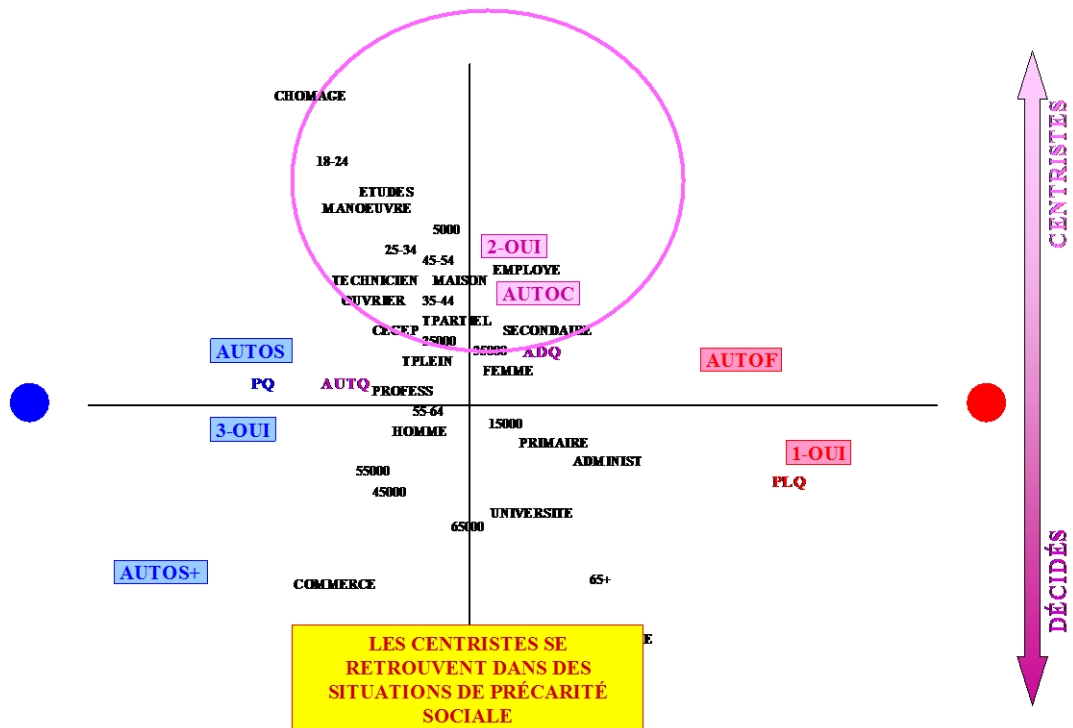 CHOMAGE
18-24
ETUDES
MANOEUVRE
5000
2-OUI
25-34
45-54
EMPLOYE
TECHNICIEN
MAISON
AUTOC
OUVRIER
35-44
TPARTIEL
CEGEP
SECONDAIRE
25000
35000
ADQ
AUTOS
TPLEIN
AUTOF
FEMME
PQ
AUTQ
PROFESS
55-64
15000
3-OUI
HOMME
PRIMAIRE
1-OUI
ADMINIST
55000
PLQ
45000
UNIVERSITE
65000
AUTOS+
COMMERCE
65+
E
LES CENTRISTES SE
RETROUVENT DANS DES
SITUATIONS DE PRÉCARITÉ
SOCIALE
CENTRISTES
DÉCIDÉS